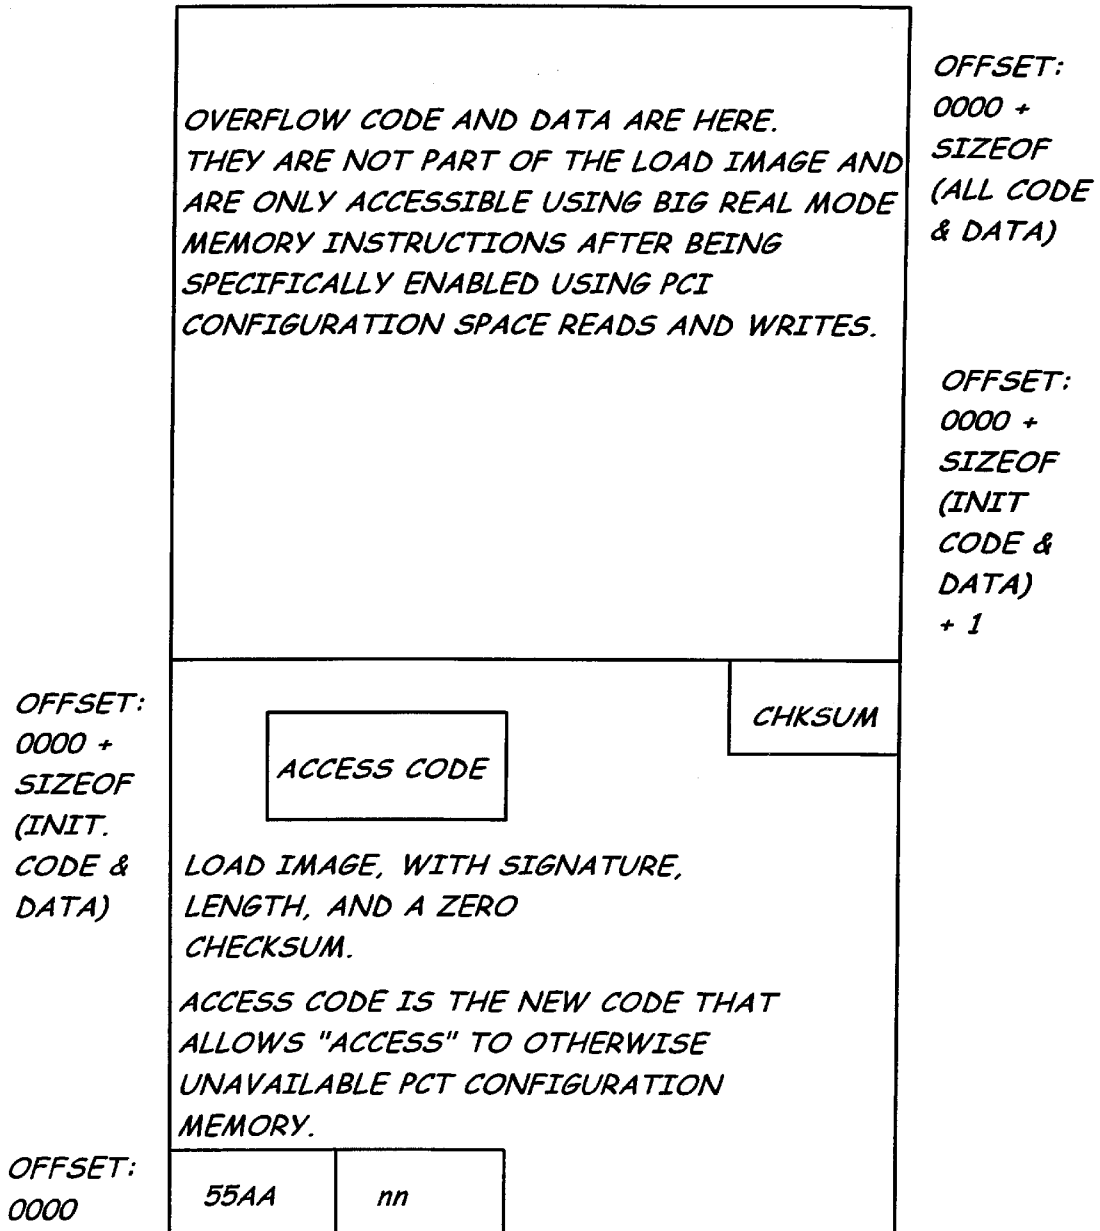 OVERFLOW CODE AND DATA ARE HERE.
THEY ARE NOT PART OF THE LOAD IMAGE AND
ARE ONLY ACCESSIBLE USING BIG REAL MODE
MEMORY INSTRUCTIONS AFTER BEING
SPECIFICALLY ENABLED USING PCI
CONFIGURATION SPACE READS AND WRITES.
OFFSET:
0000 +
SIZEOF
(ALL CODE
& DATA)
OFFSET:
0000 +
SIZEOF
(INIT
CODE &
DATA)
+ 1
OFFSET:
0000 +
SIZEOF
(INIT.
CODE &
DATA)
CHKSUM
ACCESS CODE
LOAD IMAGE, WITH SIGNATURE,
LENGTH, AND A ZERO
CHECKSUM.
ACCESS CODE IS THE NEW CODE THAT
ALLOWS "ACCESS" TO OTHERWISE
UNAVAILABLE PCT CONFIGURATION
MEMORY.
OFFSET:
0000
55AA
nn